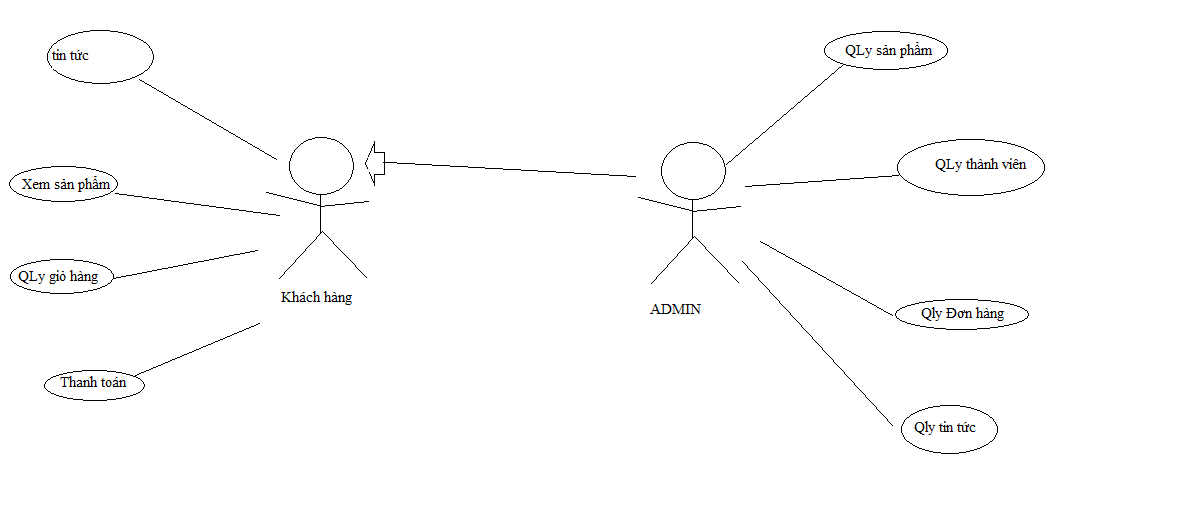 tin tức
Xem sản phẩm
QLy giỏ hàng
Thanh toán
Khách hàng
ADMIN
QLy sản phẩm
QLy thành viên
Qly Đơn hàng
Qly tin tức